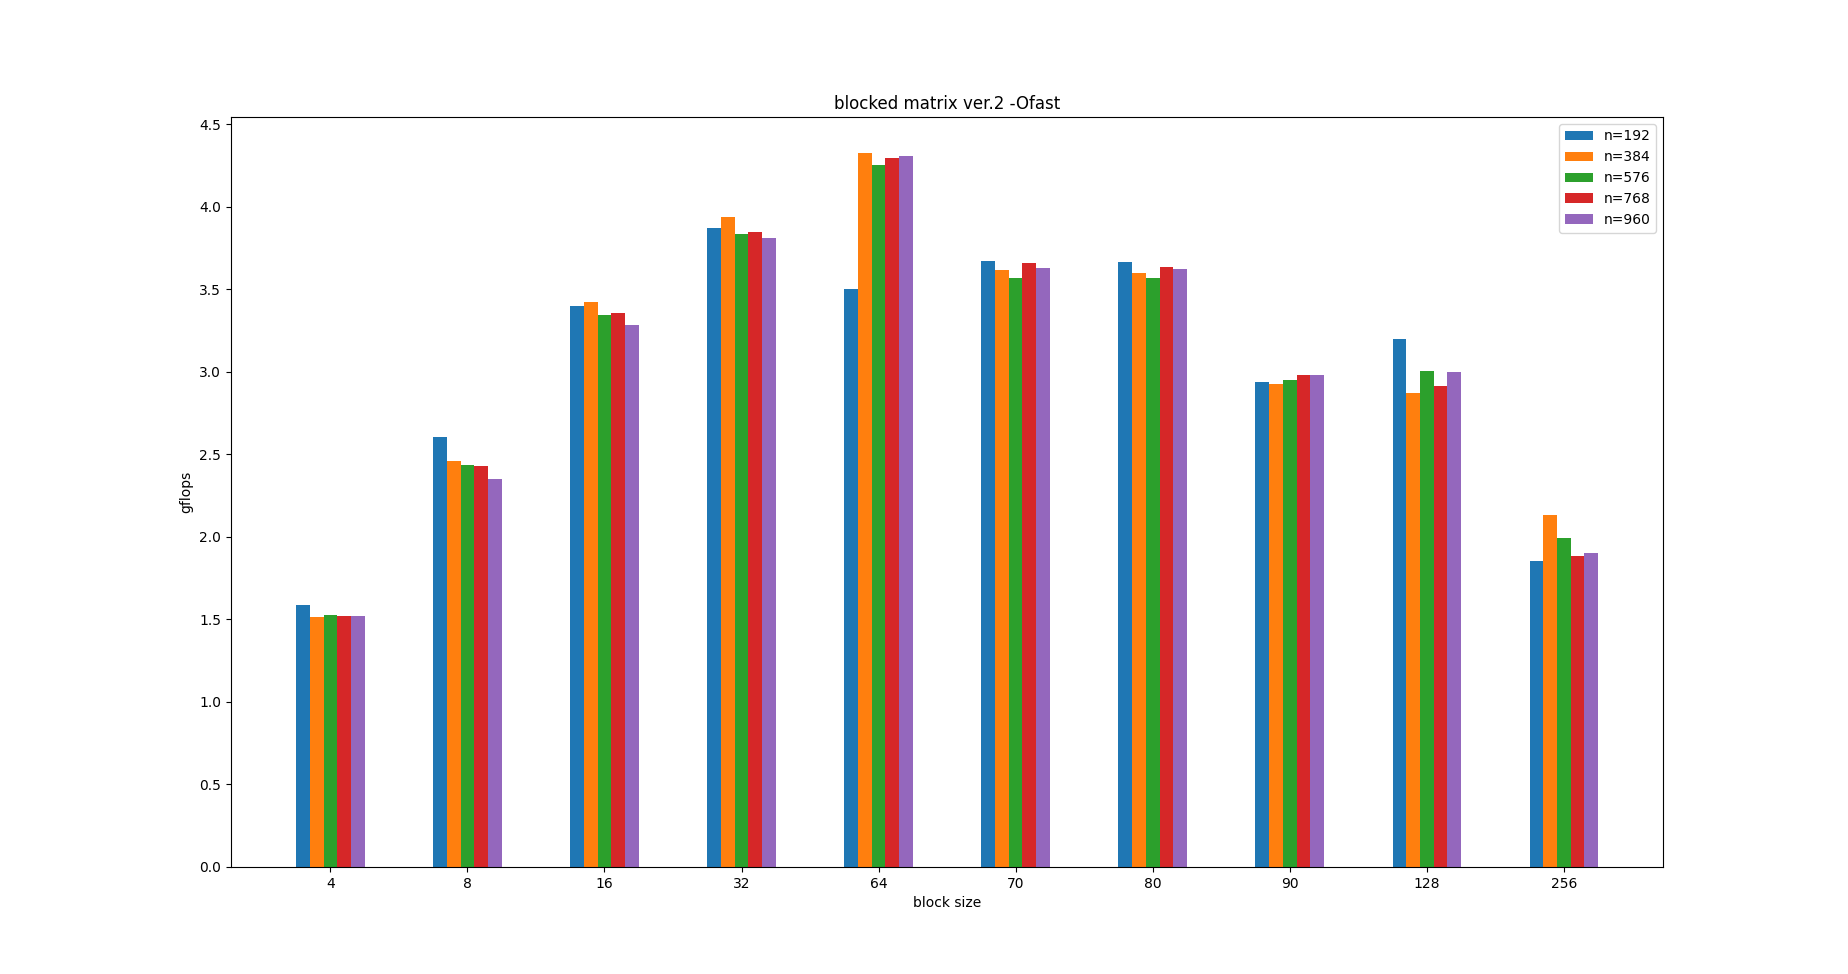 blocked matrix ver.2 -Ofast
4.5
4.0
3.5
3.0
2.5
2.0
1.5
1.0
0.5
0.0
gflops
n=192
n=384
n=576
n=768
n=960
4 8 16 32 64 70 80 90 128 256
block size